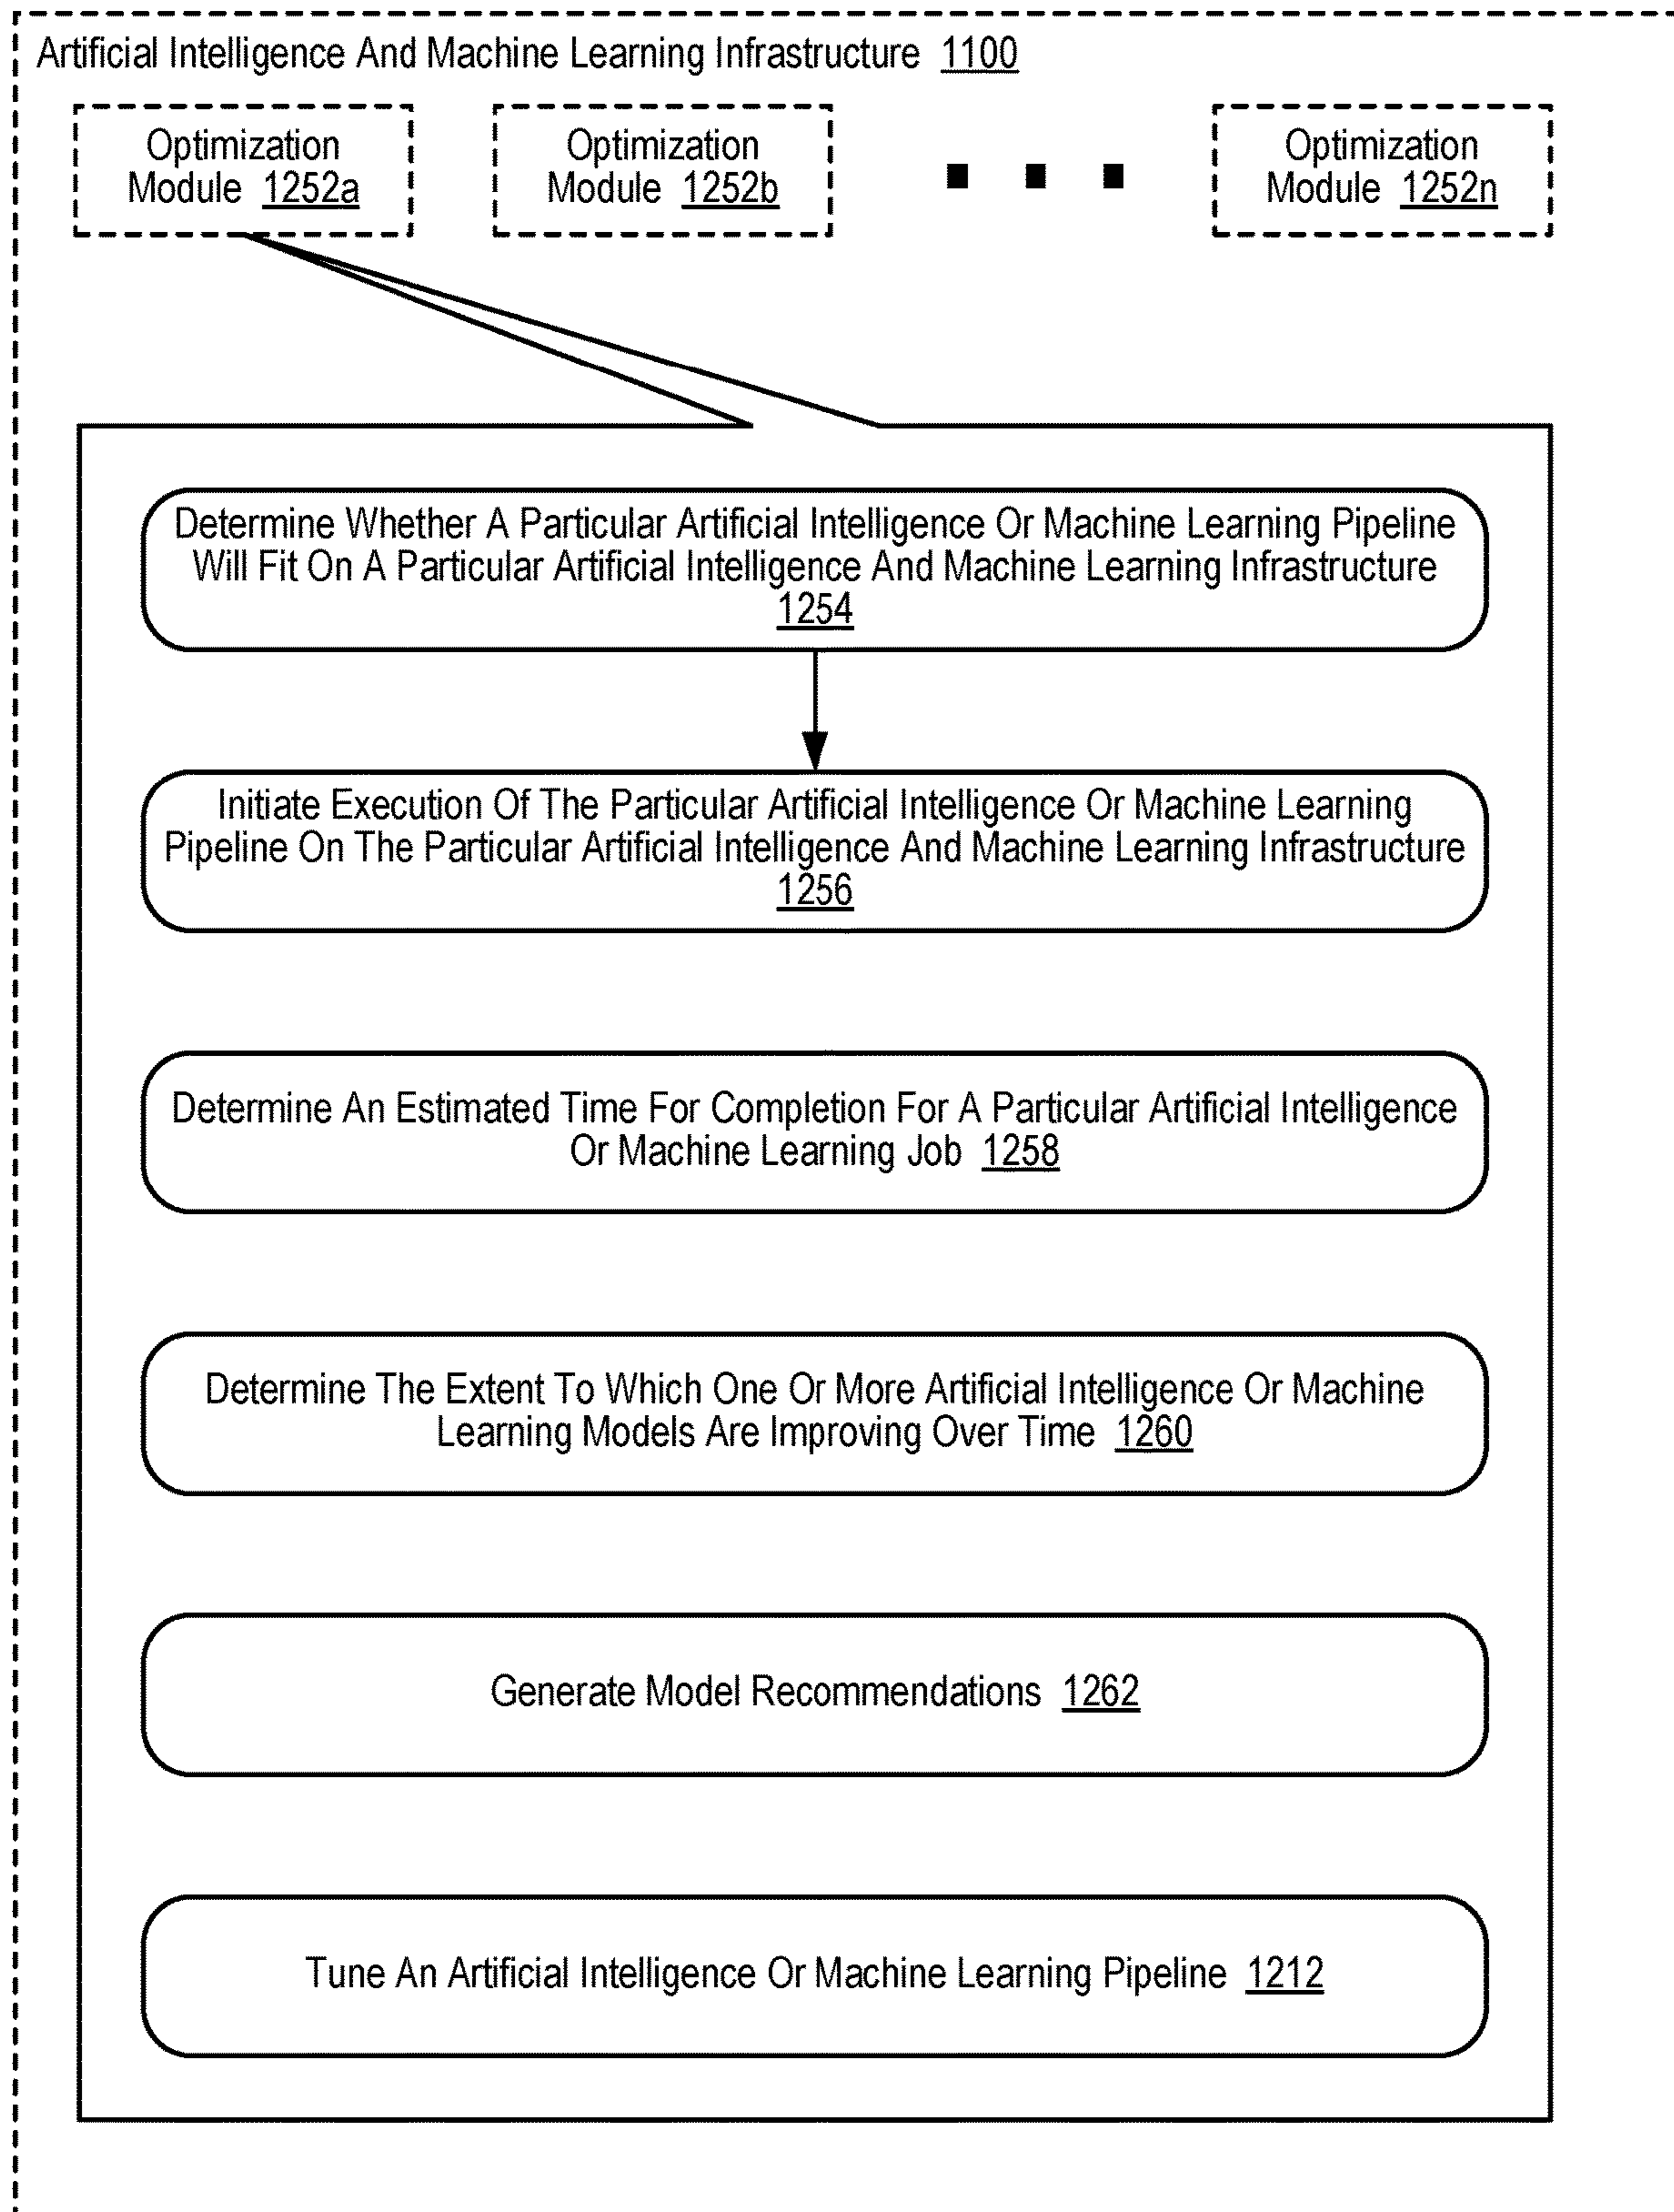 Artificial Intelligence And Machine Learning Infrastructure 1100
Optimization
Module 1252a
Optimization
Module 1252b
Optimization
Module 1252n
Determine Whether A Particular Artificial Intelligence Or Machine Learning Pipeline
Will Fit On A Particular Artificial Intelligence And Machine Learning Infrastructure
1254
Initiate Execution Of The Particular Artificial Intelligence Or Machine Learning
Pipeline On The Particular Artificial Intelligence And Machine Learning Infrastructure
1256
Determine An Estimated Time For Completion For A Particular Artificial Intelligence
Or Machine Learning Job 1258
Determine The Extent To Which One Or More Artificial Intelligence Or Machine
Learning Models Are Improving Over Time 1260
Generate Model Recommendations 1262
Tune An Artificial Intelligence Or Machine Learning Pipeline 1212